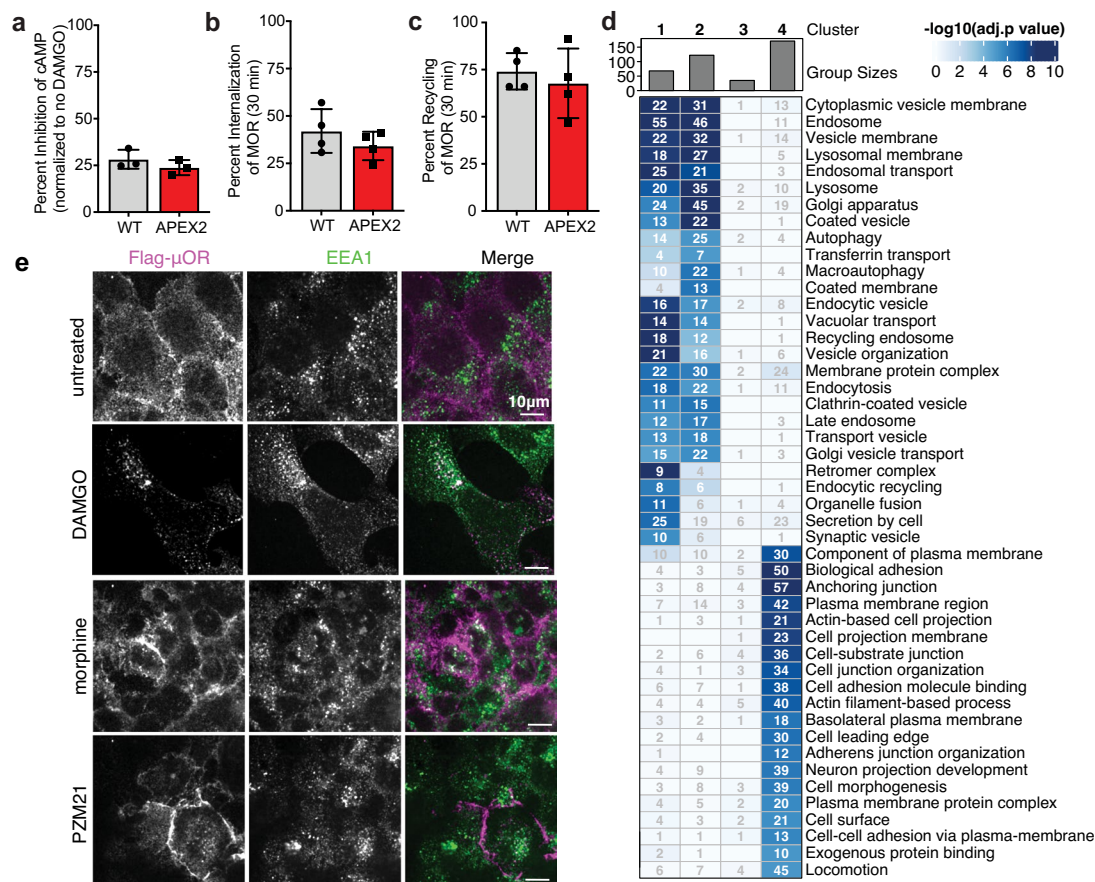 a
Percent Inhibition of cAMP
(normalized to no DAMGO)
100
75
50
25
0
WT
APEX2
b
Percent Internalization
of MOR (30 min)
100
75
50
25
0
WT
APEX2
c
Percent Recycling
of MOR (30 min)
100
75
50
25
0
WT
APEX2
d
1 2 3 4 Cluster
150
100
50
0
Group Sizes
-log10(adj.p value)
0 2 4 6 8 10
22 31 1 13 Cytoplasmic vesicle membrane
55 46 11 Endosome
22 32 1 14 Vesicle membrane
18 27 5 Lysosomal membrane
25 21 3 Endosomal transport
20 35 2 10 Lysosome
24 45 2 19 Golgi apparatus
13 22 1 Coated vesicle
14 25 2 4 Autophagy
4 7 Transferrin transport
10 22 1 4 Macroautophagy
4 13 Coated membrane
16 17 2 8 Endocytic vesicle
14 14 1 Vacuolar transport
18 12 1 Recycling endosome
21 16 1 6 Vesicle organization
22 30 2 24 Membrane protein complex
18 22 1 11 Endocytosis
11 15 Clathrin-coated vesicle
12 17 3 Late endosome
13 18 1 Transport vesicle
15 22 1 3 Golgi vesicle transport
9 4 Retromer complex
8 6 1 Endocytic recycling
11 6 1 4 Organelle fusion
25 19 6 23 Secretion by cell
10 6 1 Synaptic vesicle
10 10 2 30 Component of plasma membrane
4 3 5 50 Biological adhesion
3 8 4 57 Anchoring junction
7 14 3 42 Plasma membrane region
1 3 1 21 Actin-based cell projection
1 23 Cell projection membrane
2 6 4 36 Cell-substrate junction
4 1 3 34 Cell junction organization
6 7 1 38 Cell adhesion molecule binding
4 4 5 40 Actin filament-based process
3 2 1 18 Basolateral plasma membrane
2 4 30 Cell leading edge
1 12 Adherens junction organization
4 9 39 Neuron projection development
3 8 3 39 Cell morphogenesis
4 5 2 20 Plasma membrane protein complex
4 3 2 21 Cell surface
1 1 1 13 Cell-cell adhesion via plasma-membrane
2 1 10 Exogenous protein binding
6 7 4 45 Locomotion
e
Flag-μOR EEA1 Merge
untreated
10μm
DAMGO
morphine
PZM21